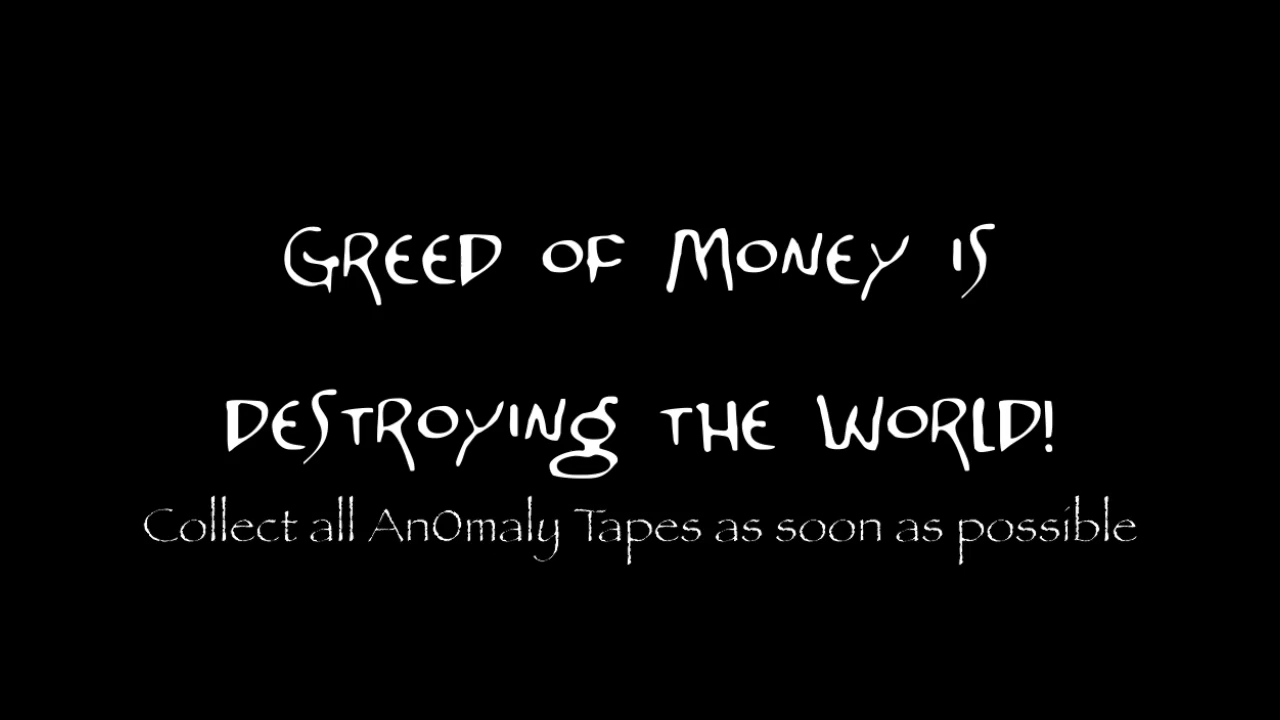 Greed of Money is
destroying the World!
Collect all An0maly Tapes as soon as possible